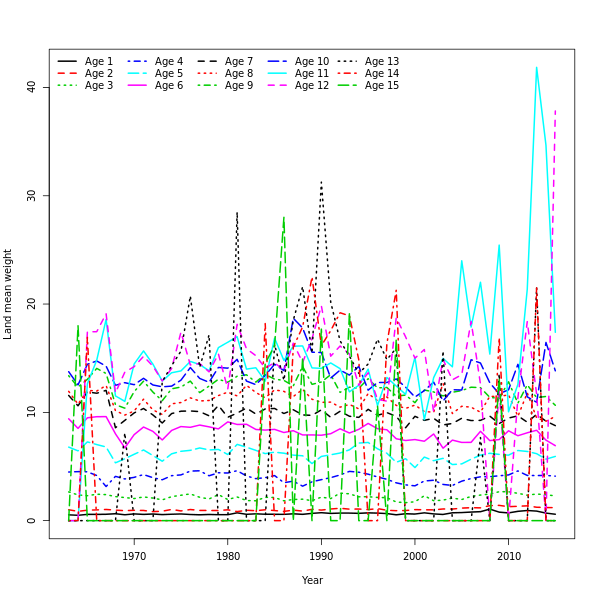 Age 1 Age 4 Age 7 Age 10 Age 13
Age 2 Age 5 Age 8 Age 11 Age 14
Age 3 Age 6 Age 9 Age 12 Age 15
40
30
20
10
0
Land mean weight
1970 1980 1990 2000 2010
Year